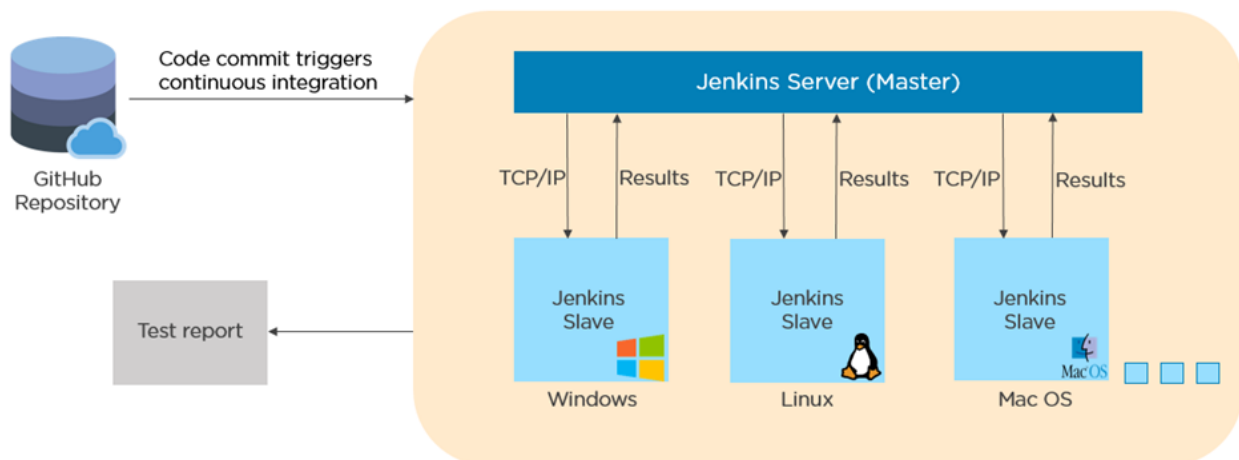 Code commit triggers
continuous integration
GitHub
Repository
Jenkins Server (Master)
TCP/IP
Results
TCP/IP
Results
TCP/IP
Results
Jenkins
Slave
Windows
Jenkins
Slave
Linux
Jenkins
Slave
Mac OS
Mac OS
Test report